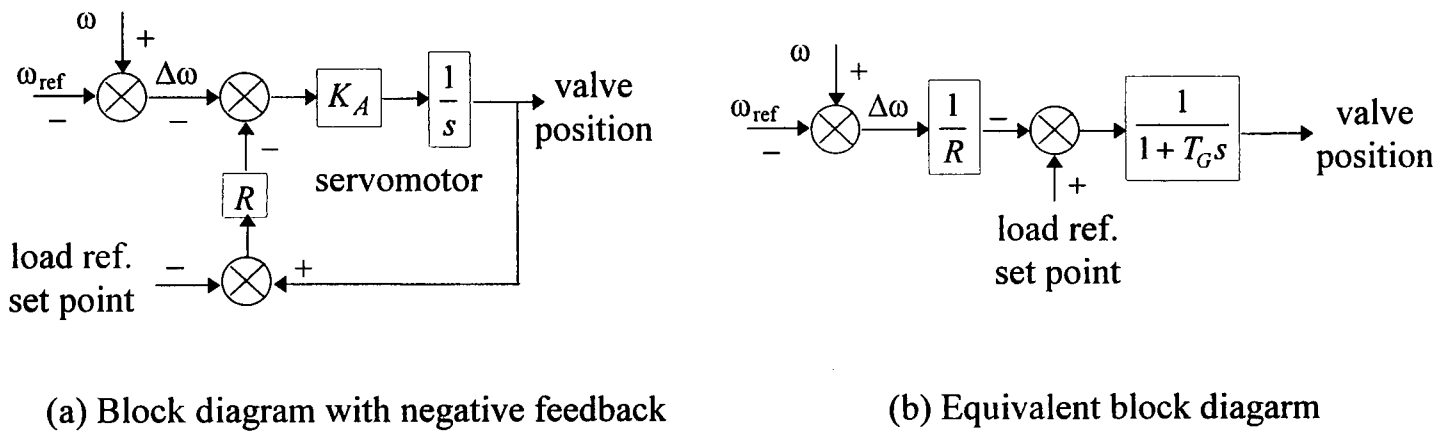 ω
+
ω_ref
−
Δω
−
K_A
1
s
valve
position
−
servomotor
R
load ref.
set point
−
+
(a) Block diagram with negative feedback
ω
+
ω_ref
−
Δω
1
R
−
1
1 + T_G s
valve
position
+
load ref.
set point
(b) Equivalent block diagarm